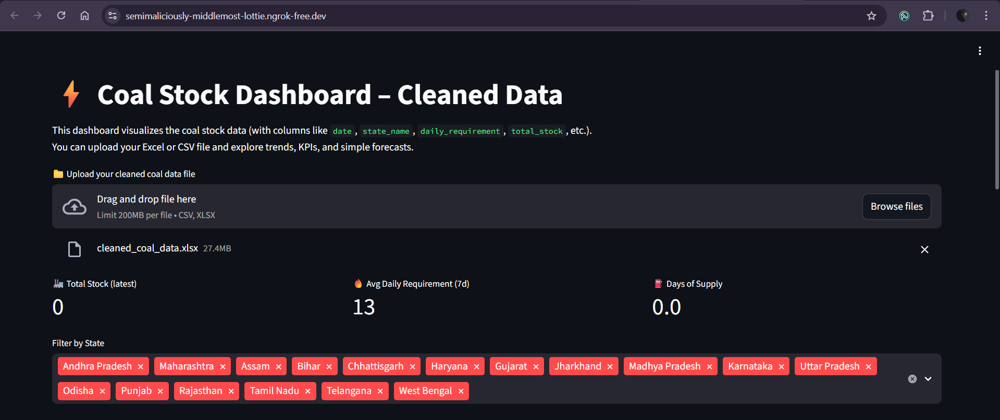 semimaliciously-middlemost-lottie.ngrok-free.dev
Coal Stock Dashboard – Cleaned Data
This dashboard visualizes the coal stock data (with columns like date , state_name , daily_requirement , total_stock , etc.).
You can upload your Excel or CSV file and explore trends, KPIs, and simple forecasts.
Upload your cleaned coal data file
Drag and drop file here
Limit 200MB per file • CSV, XLSX
Browse files
cleaned_coal_data.xlsx 27.4MB
Total Stock (latest)
0
Avg Daily Requirement (7d)
13
Days of Supply
0.0
Filter by State
Andhra Pradesh × Maharashtra × Assam × Bihar × Chhattisgarh × Haryana × Gujarat × Jharkhand × Madhya Pradesh × Karnataka × Uttar Pradesh ×
Odisha × Punjab × Rajasthan × Tamil Nadu × Telangana × West Bengal ×